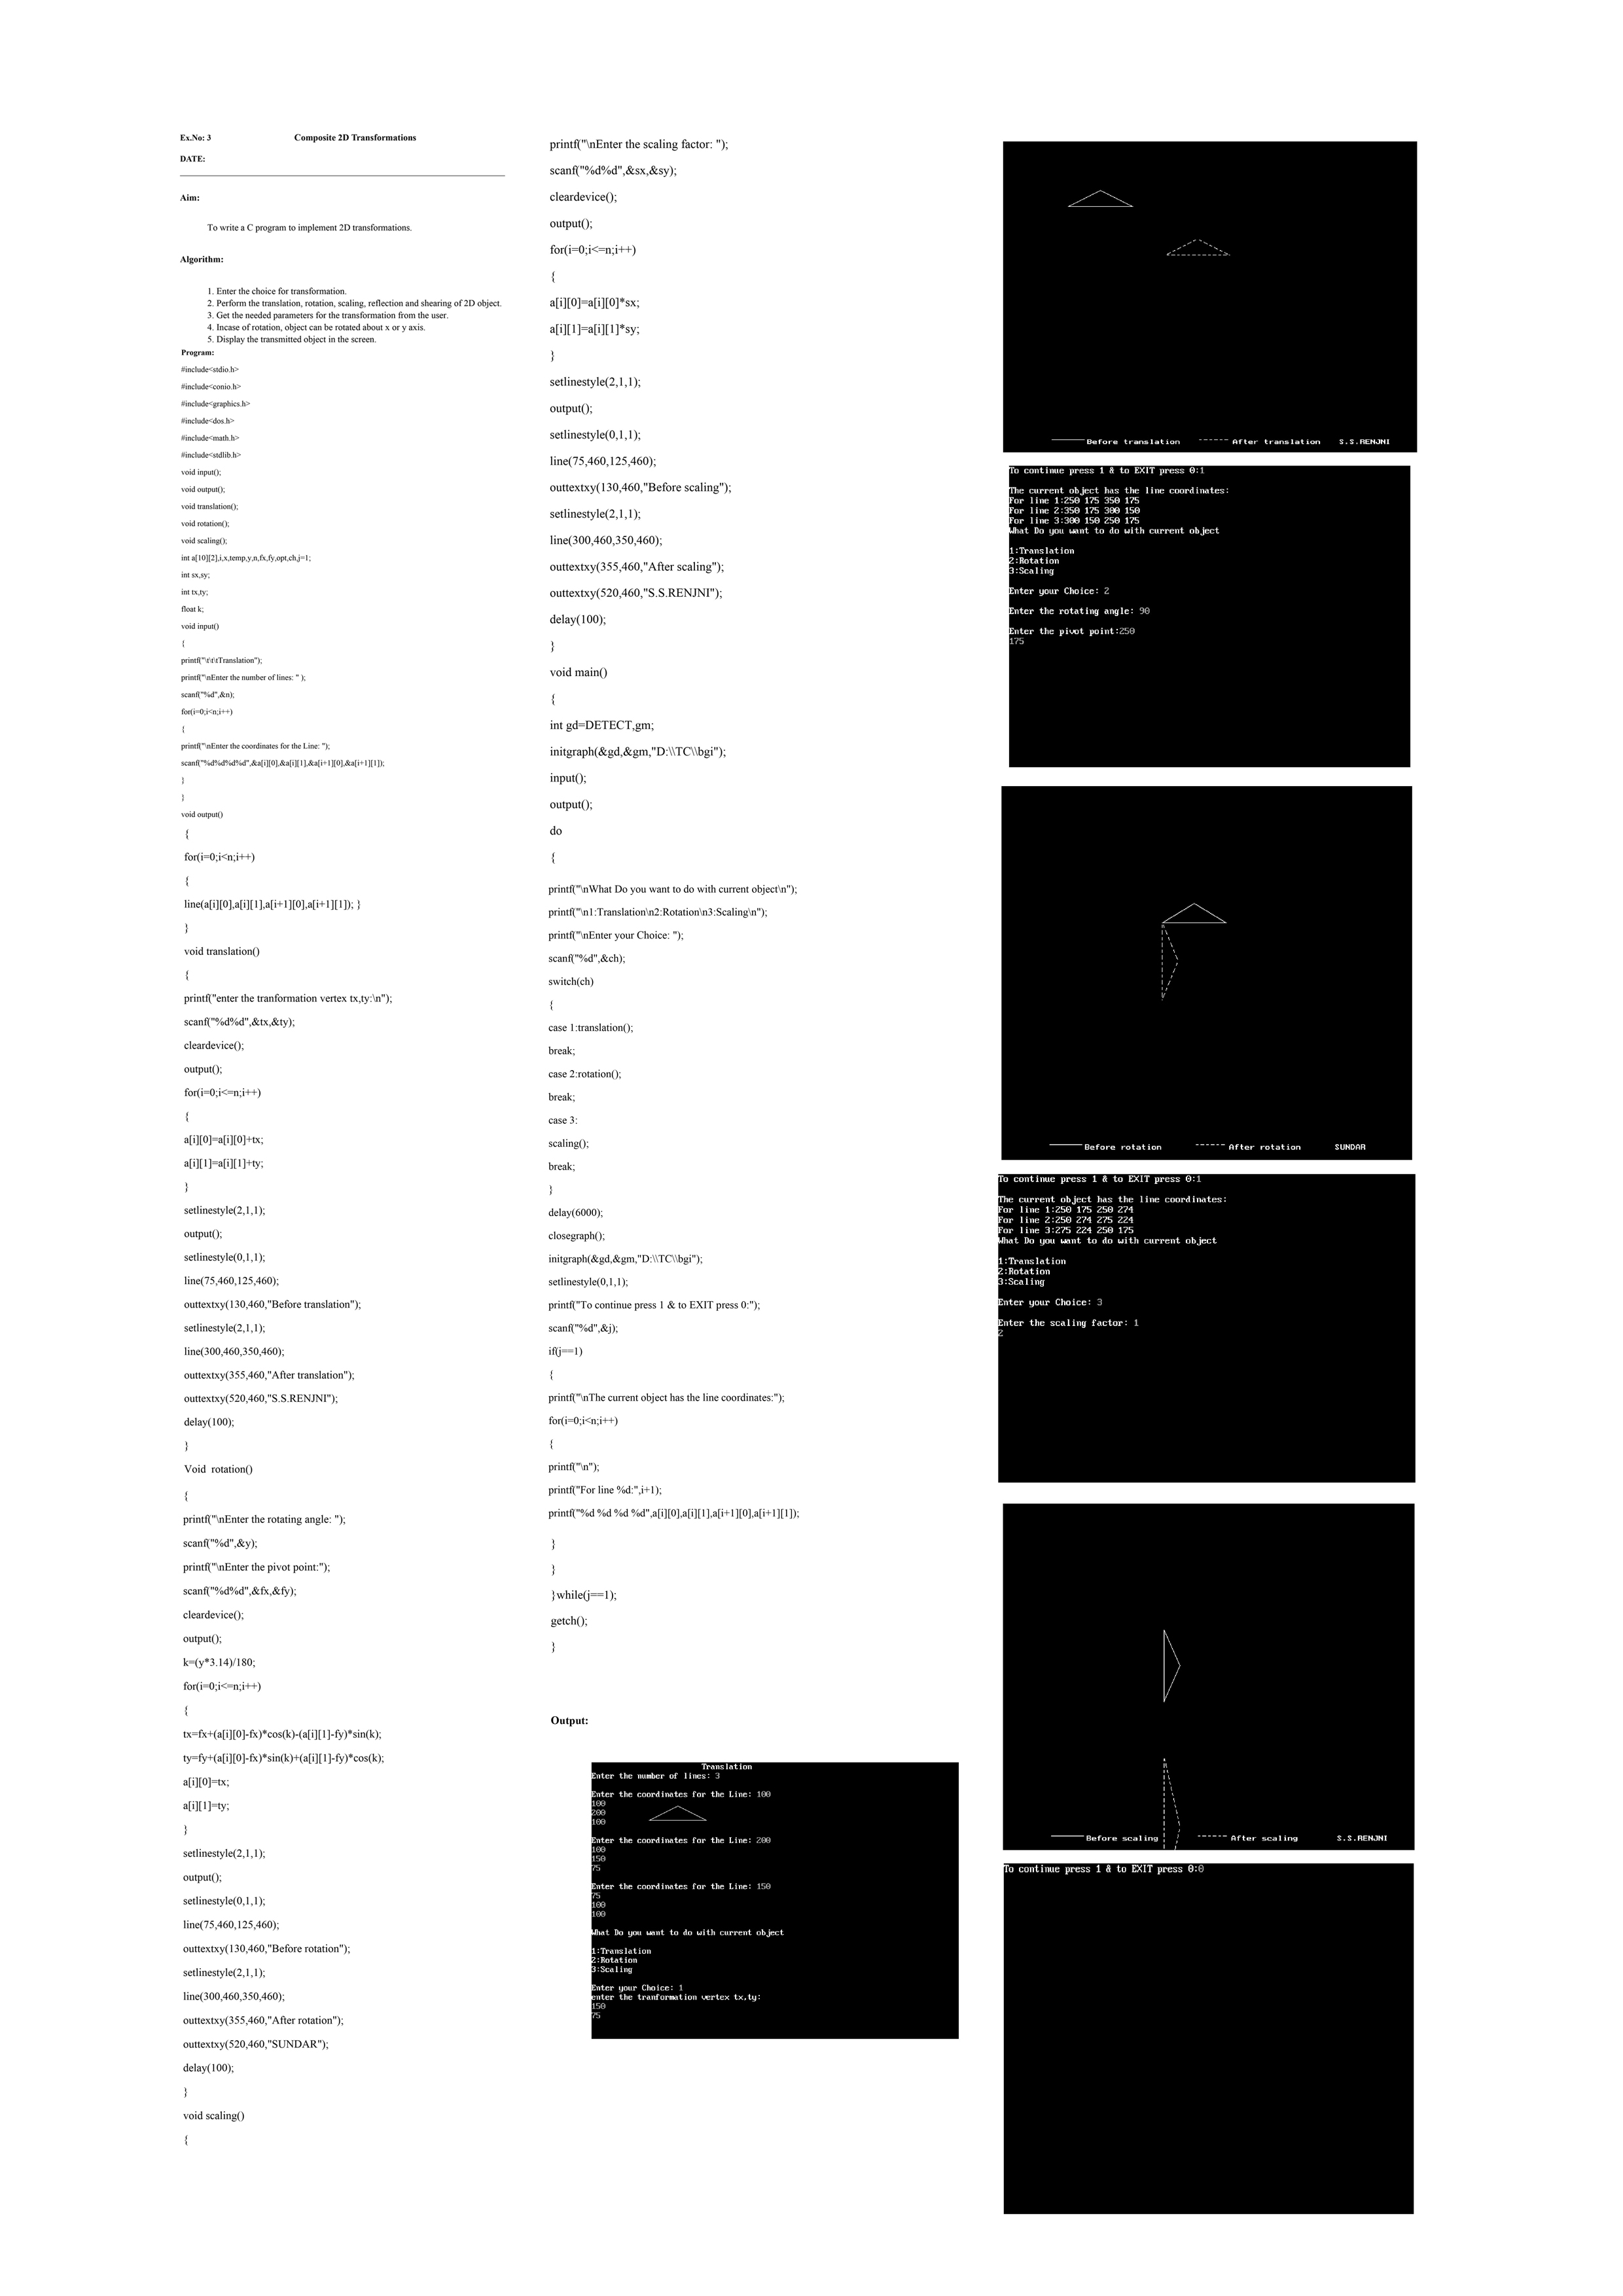 Ex.No: 3 Composite 2D Transformations
DATE:
Aim:
To write a C program to implement 2D transformations.
Algorithm:
1. Enter the choice for transformation.
2. Perform the translation, rotation, scaling, reflection and shearing of 2D object.
3. Get the needed parameters for the transformation from the user.
4. Incase of rotation, object can be rotated about x or y axis.
5. Display the transmitted object in the screen.
Program:
#include<stdio.h>
#include<conio.h>
#include<graphics.h>
#include<dos.h>
#include<math.h>
#include<stdlib.h>
void input();
void output();
void translation();
void rotation();
void scaling();
int a[10][2],i,x,temp,y,n,fx,fy,opt,ch,j=1;
int sx,sy;
int tx,ty;
float k;
void input()
{
printf("\t\t\tTranslation");
printf("\nEnter the number of lines: " );
scanf("%d",&n);
for(i=0;i<n;i++)
{
printf("\nEnter the coordinates for the Line: ");
scanf("%d%d%d%d",&a[i][0],&a[i][1],&a[i+1][0],&a[i+1][1]);
}
}
void output()
{
for(i=0;i<n;i++)
{
line(a[i][0],a[i][1],a[i+1][0],a[i+1][1]); }
}
void translation()
{
printf("enter the tranformation vertex tx,ty:\n");
scanf("%d%d",&tx,&ty);
cleardevice();
output();
for(i=0;i<=n;i++)
{
a[i][0]=a[i][0]+tx;
a[i][1]=a[i][1]+ty;
}
setlinestyle(2,1,1);
output();
setlinestyle(0,1,1);
line(75,460,125,460);
outtextxy(130,460,"Before translation");
setlinestyle(2,1,1);
line(300,460,350,460);
outtextxy(355,460,"After translation");
outtextxy(520,460,"S.S.RENJNI");
delay(100);
}
Void rotation()
{
printf("\nEnter the rotating angle: ");
scanf("%d",&y);
printf("\nEnter the pivot point:");
scanf("%d%d",&fx,&fy);
cleardevice();
output();
k=(y*3.14)/180;
for(i=0;i<=n;i++)
{
tx=fx+(a[i][0]-fx)*cos(k)-(a[i][1]-fy)*sin(k);
ty=fy+(a[i][0]-fx)*sin(k)+(a[i][1]-fy)*cos(k);
a[i][0]=tx;
a[i][1]=ty;
}
setlinestyle(2,1,1);
output();
setlinestyle(0,1,1);
line(75,460,125,460);
outtextxy(130,460,"Before rotation");
setlinestyle(2,1,1);
line(300,460,350,460);
outtextxy(355,460,"After rotation");
outtextxy(520,460,"SUNDAR");
delay(100);
}
void scaling()
{
printf("\nEnter the scaling factor: ");
scanf("%d%d",&sx,&sy);
cleardevice();
output();
for(i=0;i<=n;i++)
{
a[i][0]=a[i][0]*sx;
a[i][1]=a[i][1]*sy;
}
setlinestyle(2,1,1);
output();
setlinestyle(0,1,1);
line(75,460,125,460);
outtextxy(130,460,"Before scaling");
setlinestyle(2,1,1);
line(300,460,350,460);
outtextxy(355,460,"After scaling");
outtextxy(520,460,"S.S.RENJNI");
delay(100);
}
void main()
{
int gd=DETECT,gm;
initgraph(&gd,&gm,"D:\\TC\\bgi");
input();
output();
do
{
printf("\nWhat Do you want to do with current object\n");
printf("\n1:Translation\n2:Rotation\n3:Scaling\n");
printf("\nEnter your Choice: ");
scanf("%d",&ch);
switch(ch)
{
case 1:translation();
break;
case 2:rotation();
break;
case 3:
scaling();
break;
}
delay(6000);
closegraph();
initgraph(&gd,&gm,"D:\\TC\\bgi");
setlinestyle(0,1,1);
printf("To continue press 1 & to EXIT press 0:");
scanf("%d",&j);
if(j==1)
{
printf("\nThe current object has the line coordinates:");
for(i=0;i<n;i++)
{
printf("\n");
printf("For line %d:",i+1);
printf("%d %d %d %d",a[i][0],a[i][1],a[i+1][0],a[i+1][1]);
}
}
}while(j==1);
getch();
}
Output:
Translation
Enter the number of lines: 3
Enter the coordinates for the Line: 100
100
200
100
Enter the coordinates for the Line: 200
100
150
75
Enter the coordinates for the Line: 150
75
100
100
What Do you want to do with current object
1:Translation
2:Rotation
3:Scaling
Enter your Choice: 1
enter the tranformation vertex tx,ty:
150
75
Before translation After translation S.S.RENJNI
To continue press 1 & to EXIT press 0:1
The current object has the line coordinates:
For line 1:250 175 350 175
For line 2:350 175 300 150
For line 3:300 150 250 175
What Do you want to do with current object
1:Translation
2:Rotation
3:Scaling
Enter your Choice: 2
Enter the rotating angle: 90
Enter the pivot point:250
175
Before rotation After rotation SUNDAR
To continue press 1 & to EXIT press 0:1
The current object has the line coordinates:
For line 1:250 175 250 274
For line 2:250 274 275 224
For line 3:275 224 250 175
What Do you want to do with current object
1:Translation
2:Rotation
3:Scaling
Enter your Choice: 3
Enter the scaling factor: 1
2
Before scaling After scaling S.S.RENJNI
To continue press 1 & to EXIT press 0:0